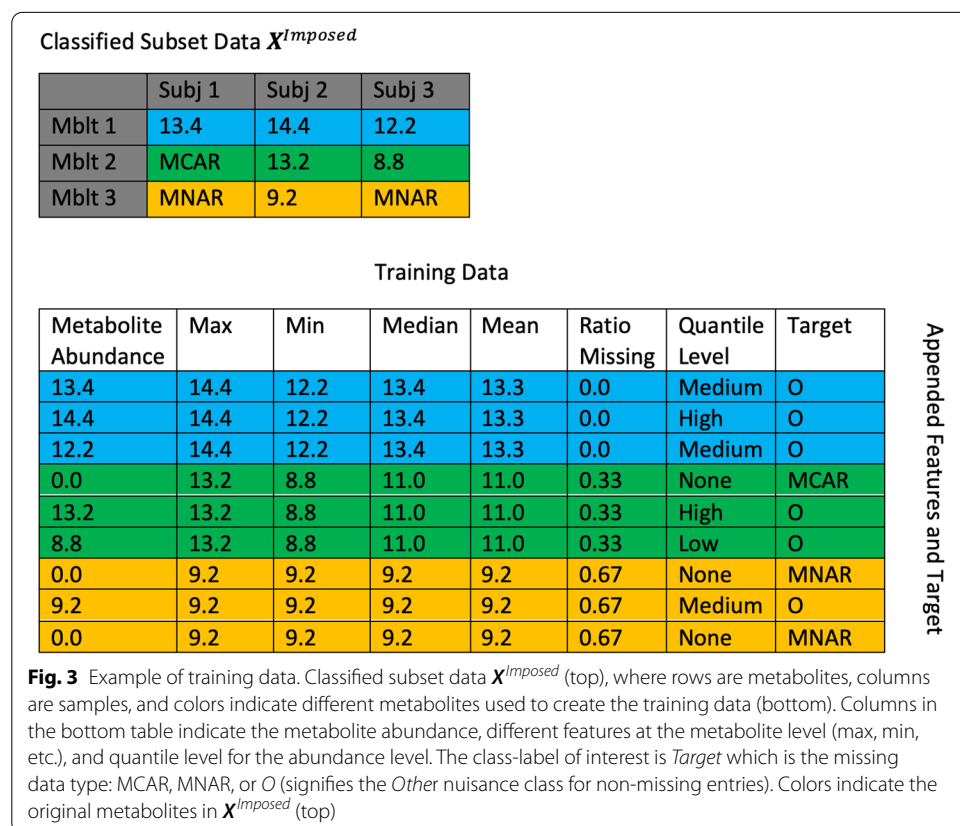 Classified Subset Data X^Imposed
Subj 1 Subj 2 Subj 3
Mblt 1 13.4 14.4 12.2
Mblt 2 MCAR 13.2 8.8
Mblt 3 MNAR 9.2 MNAR
Training Data
Metabolite Abundance Max Min Median Mean Ratio Missing Quantile Level Target
13.4 14.4 12.2 13.4 13.3 0.0 Medium O
14.4 14.4 12.2 13.4 13.3 0.0 High O
12.2 14.4 12.2 13.4 13.3 0.0 Medium O
0.0 13.2 8.8 11.0 11.0 0.33 None MCAR
13.2 13.2 8.8 11.0 11.0 0.33 High O
8.8 13.2 8.8 11.0 11.0 0.33 Low O
0.0 9.2 9.2 9.2 9.2 0.67 None MNAR
9.2 9.2 9.2 9.2 9.2 0.67 Medium O
0.0 9.2 9.2 9.2 9.2 0.67 None MNAR
Appended Features and Target
Fig. 3 Example of training data. Classified subset data X^Imposed (top), where rows are metabolites, columns
are samples, and colors indicate different metabolites used to create the training data (bottom). Columns in
the bottom table indicate the metabolite abundance, different features at the metabolite level (max, min,
etc.), and quantile level for the abundance level. The class-label of interest is Target which is the missing
data type: MCAR, MNAR, or O (signifies the Other nuisance class for non-missing entries). Colors indicate the
original metabolites in X^Imposed (top)